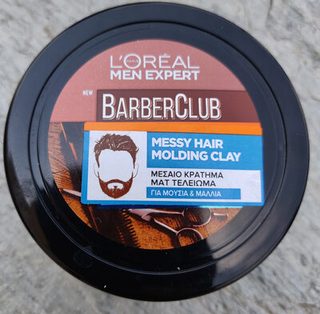 L'ORÉAL
MEN EXPERT
NEW
BARBERCLUB
MESSY HAIR
MOLDING CLAY
ΜΕΣΑΙΟ ΚΡΑΤΗΜΑ
ΜΑΤ ΤΕΛΕΙΩΜΑ
ΓΙΑ ΜΟΥΣΙΑ & ΜΑΛΛΙΑ